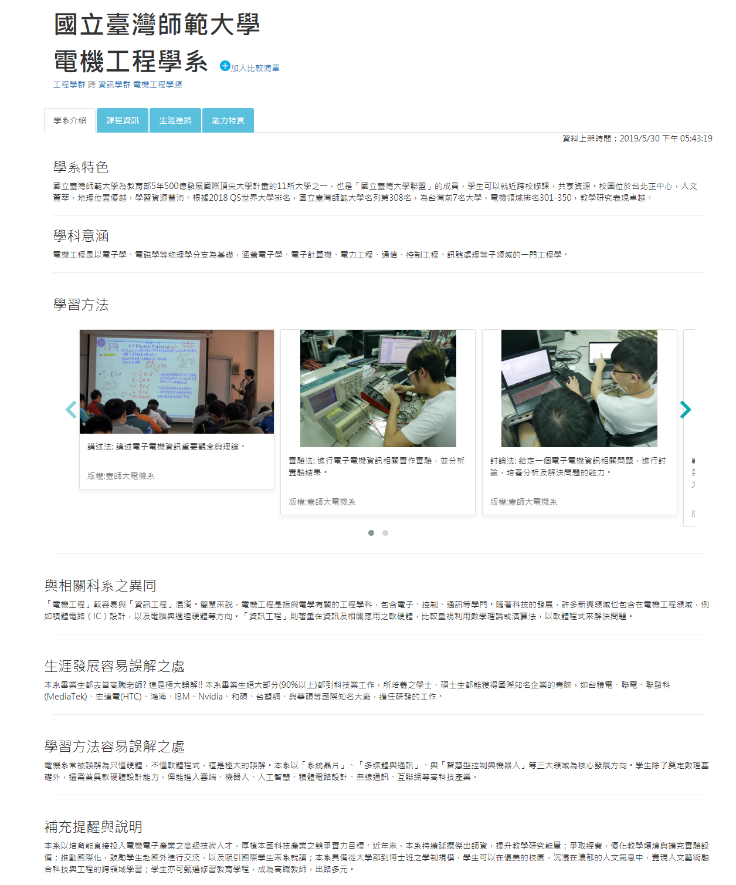 國立臺灣師範大學
電機工程學系 加入比較清單
工程學群 跨 資訊學群 電機工程學類
學系介紹 課程資訊 生涯進路 能力特質
資料上架時間：2019/5/30 下午 05:43:19
學系特色
國立臺灣師範大學為教育部5年500億發展國際頂尖大學計畫的11所大學之一，也是「國立臺灣大學聯盟」的成員，學生可以就近跨校修課，共享資源。校園位於台北正中心，人文
薈萃，地理位置優越，學習資源豐沛。根據2018 QS世界大學排名，國立臺灣師範大學名列第308名，為台灣前7名大學，電機領域排名301-350，教學研究表現卓越。
學科意涵
電機工程是以電子學、電磁學等物理學分支為基礎，涵蓋電子學、電子計算機、電力工程、通信、控制工程、訊號處理等子領域的一門工程學。
學習方法
講述法: 講述電子電機資訊重要觀念與理論。
版權:臺師大電機系
實驗法: 進行電子電機資訊相關實作實驗，並分析
實驗結果。
版權:臺師大電機系
討論法: 給定一個電子電機資訊相關問題，進行討
論，培養分析及解決問題的能力。
版權:臺師大電機系
與相關科系之異同
「電機工程」較容易與「資訊工程」混淆。簡單來說，電機工程是指與電學有關的工程學科，包含電子、控制、通訊等學門。隨著科技的發展，許多新興領域也包含在電機工程領域，例
如積體電路（IC）設計，以及電腦與週邊硬體等方向。「資訊工程」則著重在資訊及相關應用之軟硬體，比較重視利用數學理論或演算法，以軟體程式來解決問題。
生涯發展容易誤解之處
本系畢業生都去當高職老師? 這是極大誤解!! 本系畢業生絕大部分(90%以上)都到科技業工作，所培養之學士、碩士生都能獲得國際知名企業的青睞，如台積電、聯電、聯發科
(MediaTek)、宏達電(HTC)、鴻海、IBM、Nvidia、和碩、台塑網、與華碩等國際知名大廠，擔任研發的工作。
學習方法容易誤解之處
電機系常被誤解為只懂硬體，不懂軟體程式，這是極大的誤解。本系以「系統晶片」、「多媒體與通訊」、與「智慧型控制與機器人」等三大領域為核心發展方向。學生除了奠定數理基
礎外，還需兼具軟硬體設計能力。俾能進入雲端、機器人、人工智慧、積體電路設計、無線通訊、互聯網等高科技產業。
補充提醒與說明
本系以培育能直接投入電機電子產業之高級技術人才，厚植本國科技產業之競爭實力目標。近年來，本系持續延攬傑出師資，提升教學研究能量；爭取經費，優化教學環境與擴充實驗設
備；推動國際化，鼓勵學生赴國外進行交流，以及吸引國際學生來系就讀；本系具備從大學部到博士班之學制規模，學生可以在優美的校園，沉浸在濃郁的人文氣息中，實現人文藝術融
合科技與工程的跨領域學習；學生亦可甄選修習教育學程，成為高職教師，出路多元。